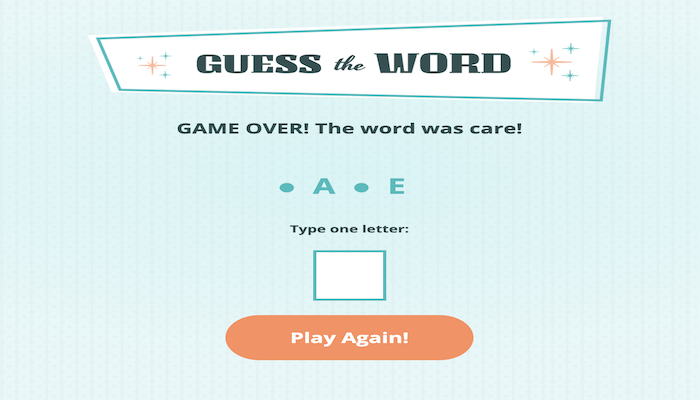 GUESS the WORD
GAME OVER! The word was care!
● A ● E
Type one letter:
Play Again!